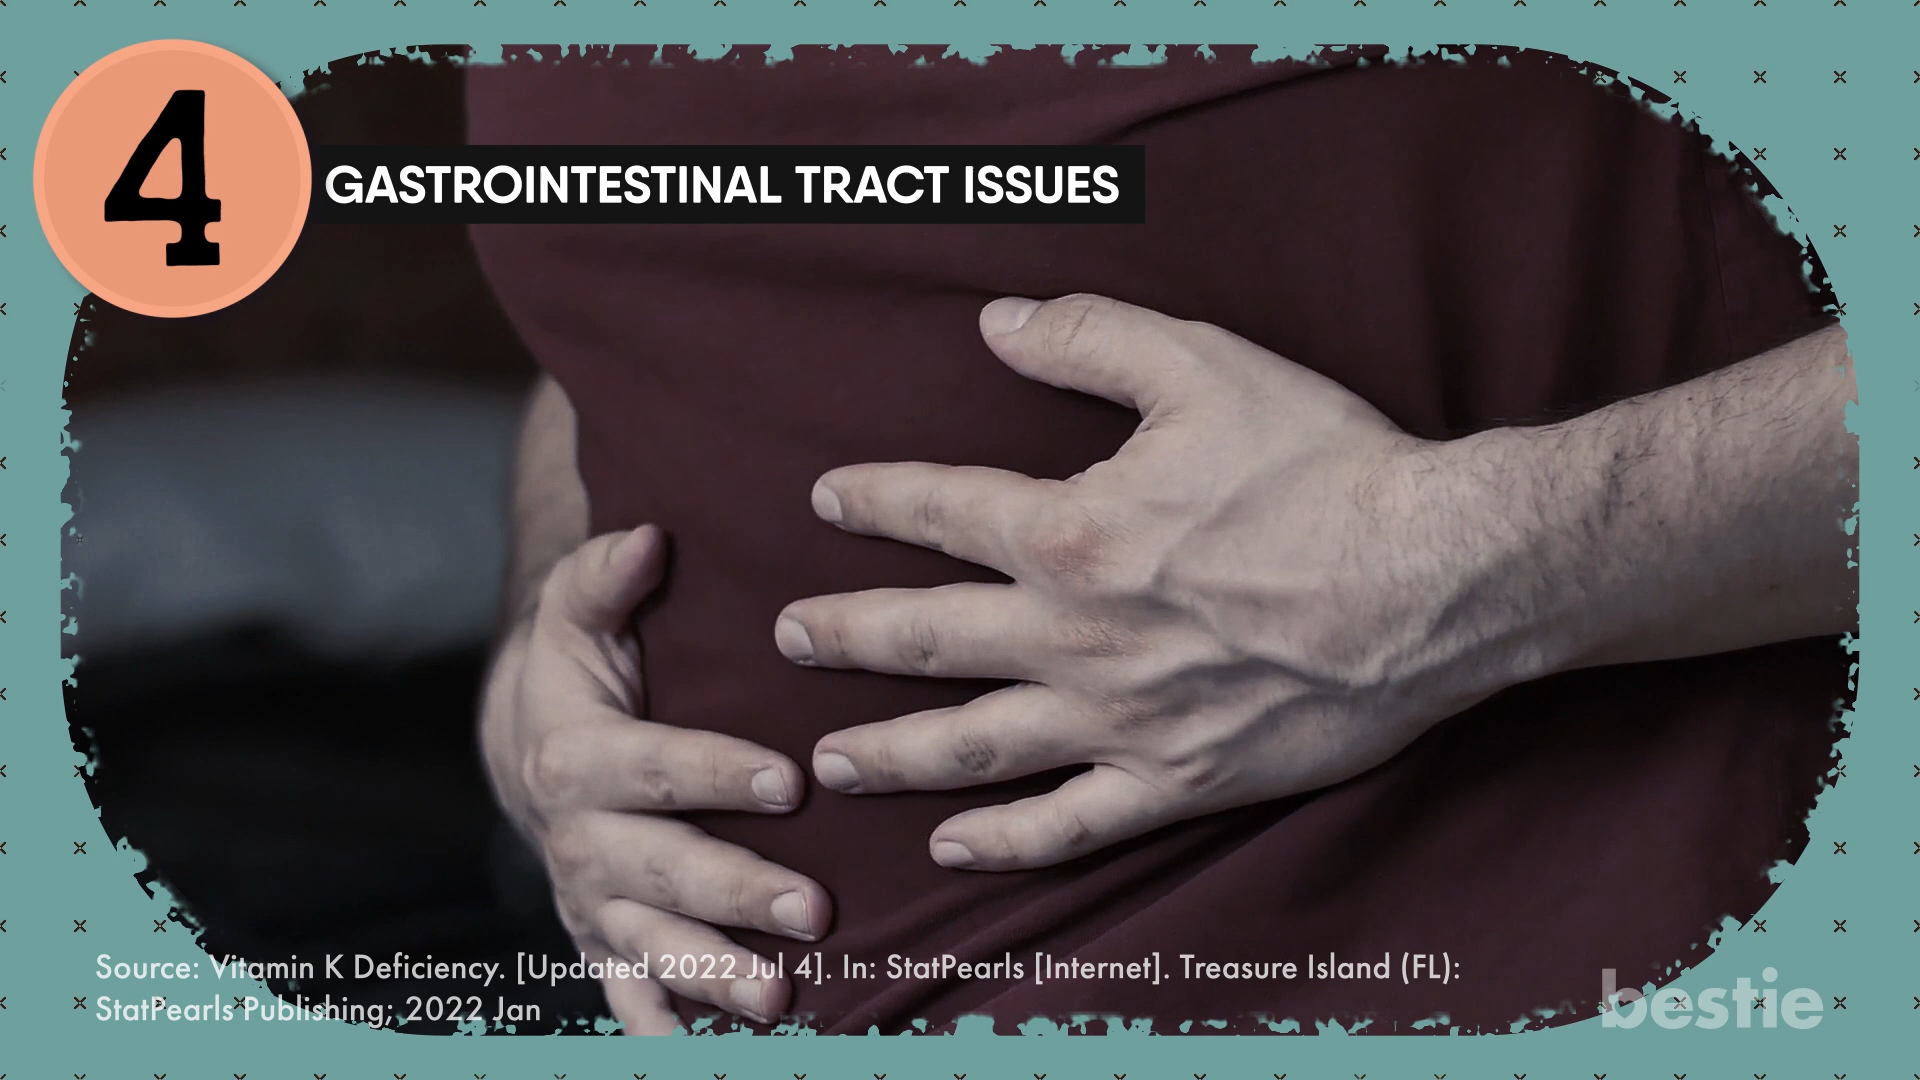 4
GASTROINTESTINAL TRACT ISSUES
Source: Vitamin K Deficiency. [Updated 2022 Jul 4]. In: StatPearls [Internet]. Treasure Island (FL):
StatPearls Publishing; 2022 Jan
bestie